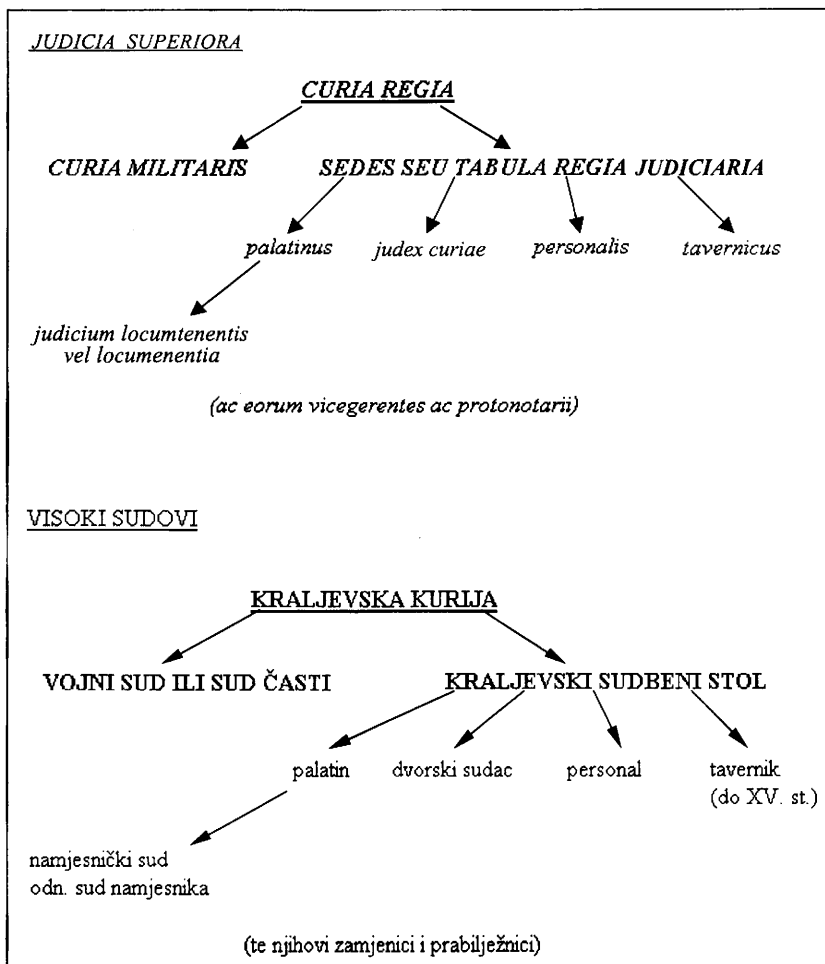 JUDICIA SUPERIORA
CURIA REGIA
CURIA MILITARIS SEDES SEU TABULA REGIA JUDICIARIA
palatinus judex curiae personalis tavernicus
judicium locumtenentis
vel locumenentia
(ac eorum vicegerentes ac protonotarii)
VISOKI SUDOVI
KRALJEVSKA KURIJA
VOJNI SUD ILI SUD ČASTI KRALJEVSKI SUDBENI STOL
palatin dvorski sudac personal tavernik
(do XV. st.)
namjesnički sud
odn. sud namjesnika
(te njihovi zamjenici i prabilježnici)